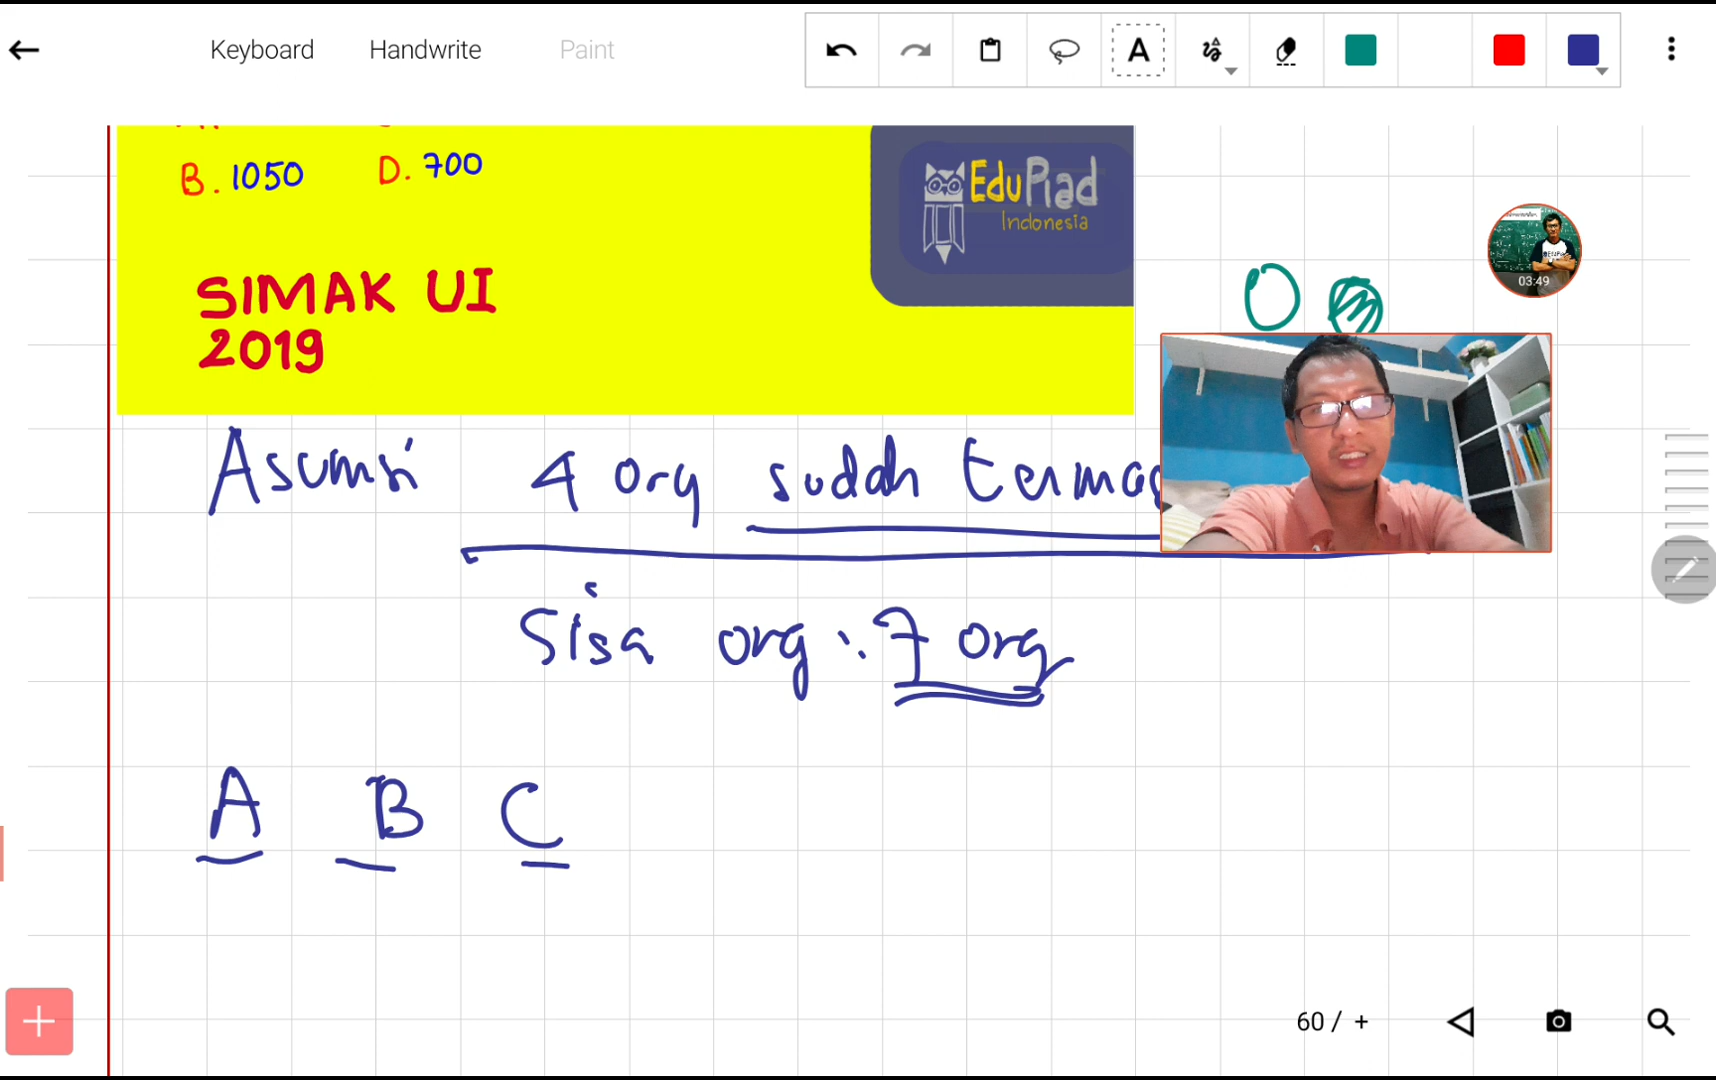 Keyboard Handwrite Paint
A
B. 1050 D. 700
EduPiad
Indonesia
03:49
SIMAK UI
2019
Asumsi 4 org sudah
Sisa org : 7 org
A B C
60 / +